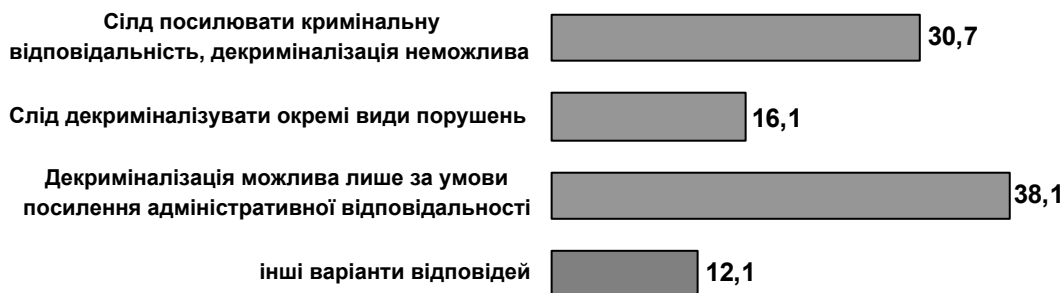 Сілд посилювати кримінальну
відповідальність, декриміналізація неможлива
30,7
Слід декриміналізувати окремі види порушень
16,1
Декриміналізація можлива лише за умови
посилення адміністративної відповідальності
38,1
інші варіанти відповідей
12,1